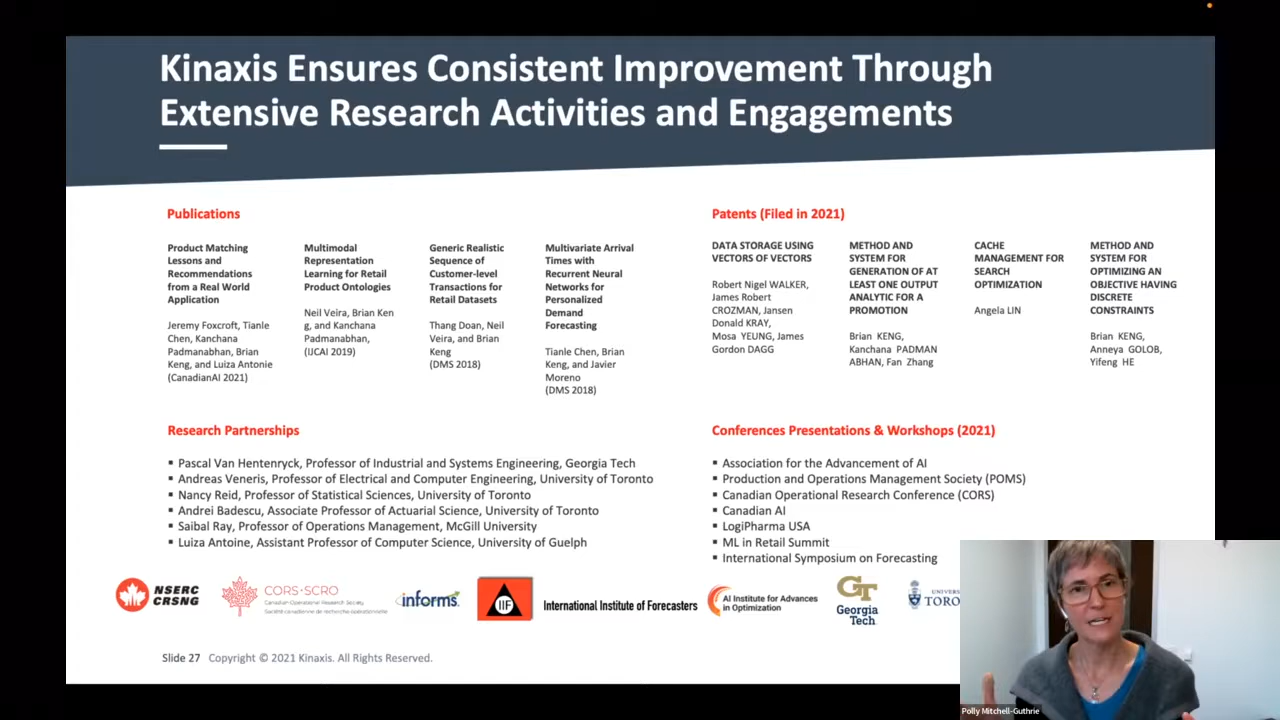 Kinaxis Ensures Consistent Improvement Through
Extensive Research Activities and Engagements
Publications
Product Matching
Lessons and
Recommendations
from a Real World
Application
Jeremy Foxcroft, Tianle
Chen, Kanchana
Padmanabhan, Brian
Keng, and Luiza Antonie
(CanadianAI 2021)
Multimodal
Representation
Learning for Retail
Product Ontologies
Neil Veira, Brian Ken
g, and Kanchana
Padmanabhan,
(IJCAI 2019)
Generic Realistic
Sequence of
Customer-level
Transactions for
Retail Datasets
Thang Doan, Neil
Veira, and Brian
Keng
(DMS 2018)
Multivariate Arrival
Times with
Recurrent Neural
Networks for
Personalized
Demand
Forecasting
Tianle Chen, Brian
Keng, and Javier
Moreno
(DMS 2018)
Patents (Filed in 2021)
DATA STORAGE USING
VECTORS OF VECTORS
Robert Nigel WALKER,
James Robert
CROZMAN, Jansen
Donald KRAY,
Mosa YEUNG, James
Gordon DAGG
METHOD AND
SYSTEM FOR
GENERATION OF AT
LEAST ONE OUTPUT
ANALYTIC FOR A
PROMOTION
Brian KENG,
Kanchana PADMAN
ABHAN, Fan Zhang
CACHE
MANAGEMENT FOR
SEARCH
OPTIMIZATION
Angela LIN
METHOD AND
SYSTEM FOR
OPTIMIZING AN
OBJECTIVE HAVING
DISCRETE
CONSTRAINTS
Brian KENG,
Anneya GOLOB,
Yifeng HE
Research Partnerships
▪ Pascal Van Hentenryck, Professor of Industrial and Systems Engineering, Georgia Tech
▪ Andreas Veneris, Professor of Electrical and Computer Engineering, University of Toronto
▪ Nancy Reid, Professor of Statistical Sciences, University of Toronto
▪ Andrei Badescu, Associate Professor of Actuarial Science, University of Toronto
▪ Saibal Ray, Professor of Operations Management, McGill University
▪ Luiza Antoine, Assistant Professor of Computer Science, University of Guelph
Conferences Presentations & Workshops (2021)
▪ Association for the Advancement of AI
▪ Production and Operations Management Society (POMS)
▪ Canadian Operational Research Conference (CORS)
▪ Canadian AI
▪ LogiPharma USA
▪ ML in Retail Summit
▪ International Symposium on Forecasting
NSERC
CRSNG
CORS-SCRO
Canadian Operational Research Society
Société canadienne de recherche opérationnelle
informs
IIF
International Institute of Forecasters
AI Institute for Advances
in Optimization
GT
Georgia
Tech
UNIVERS
TORO
Slide 27 Copyright © 2021 Kinaxis. All Rights Reserved.
Polly Mitchell-Guthrie